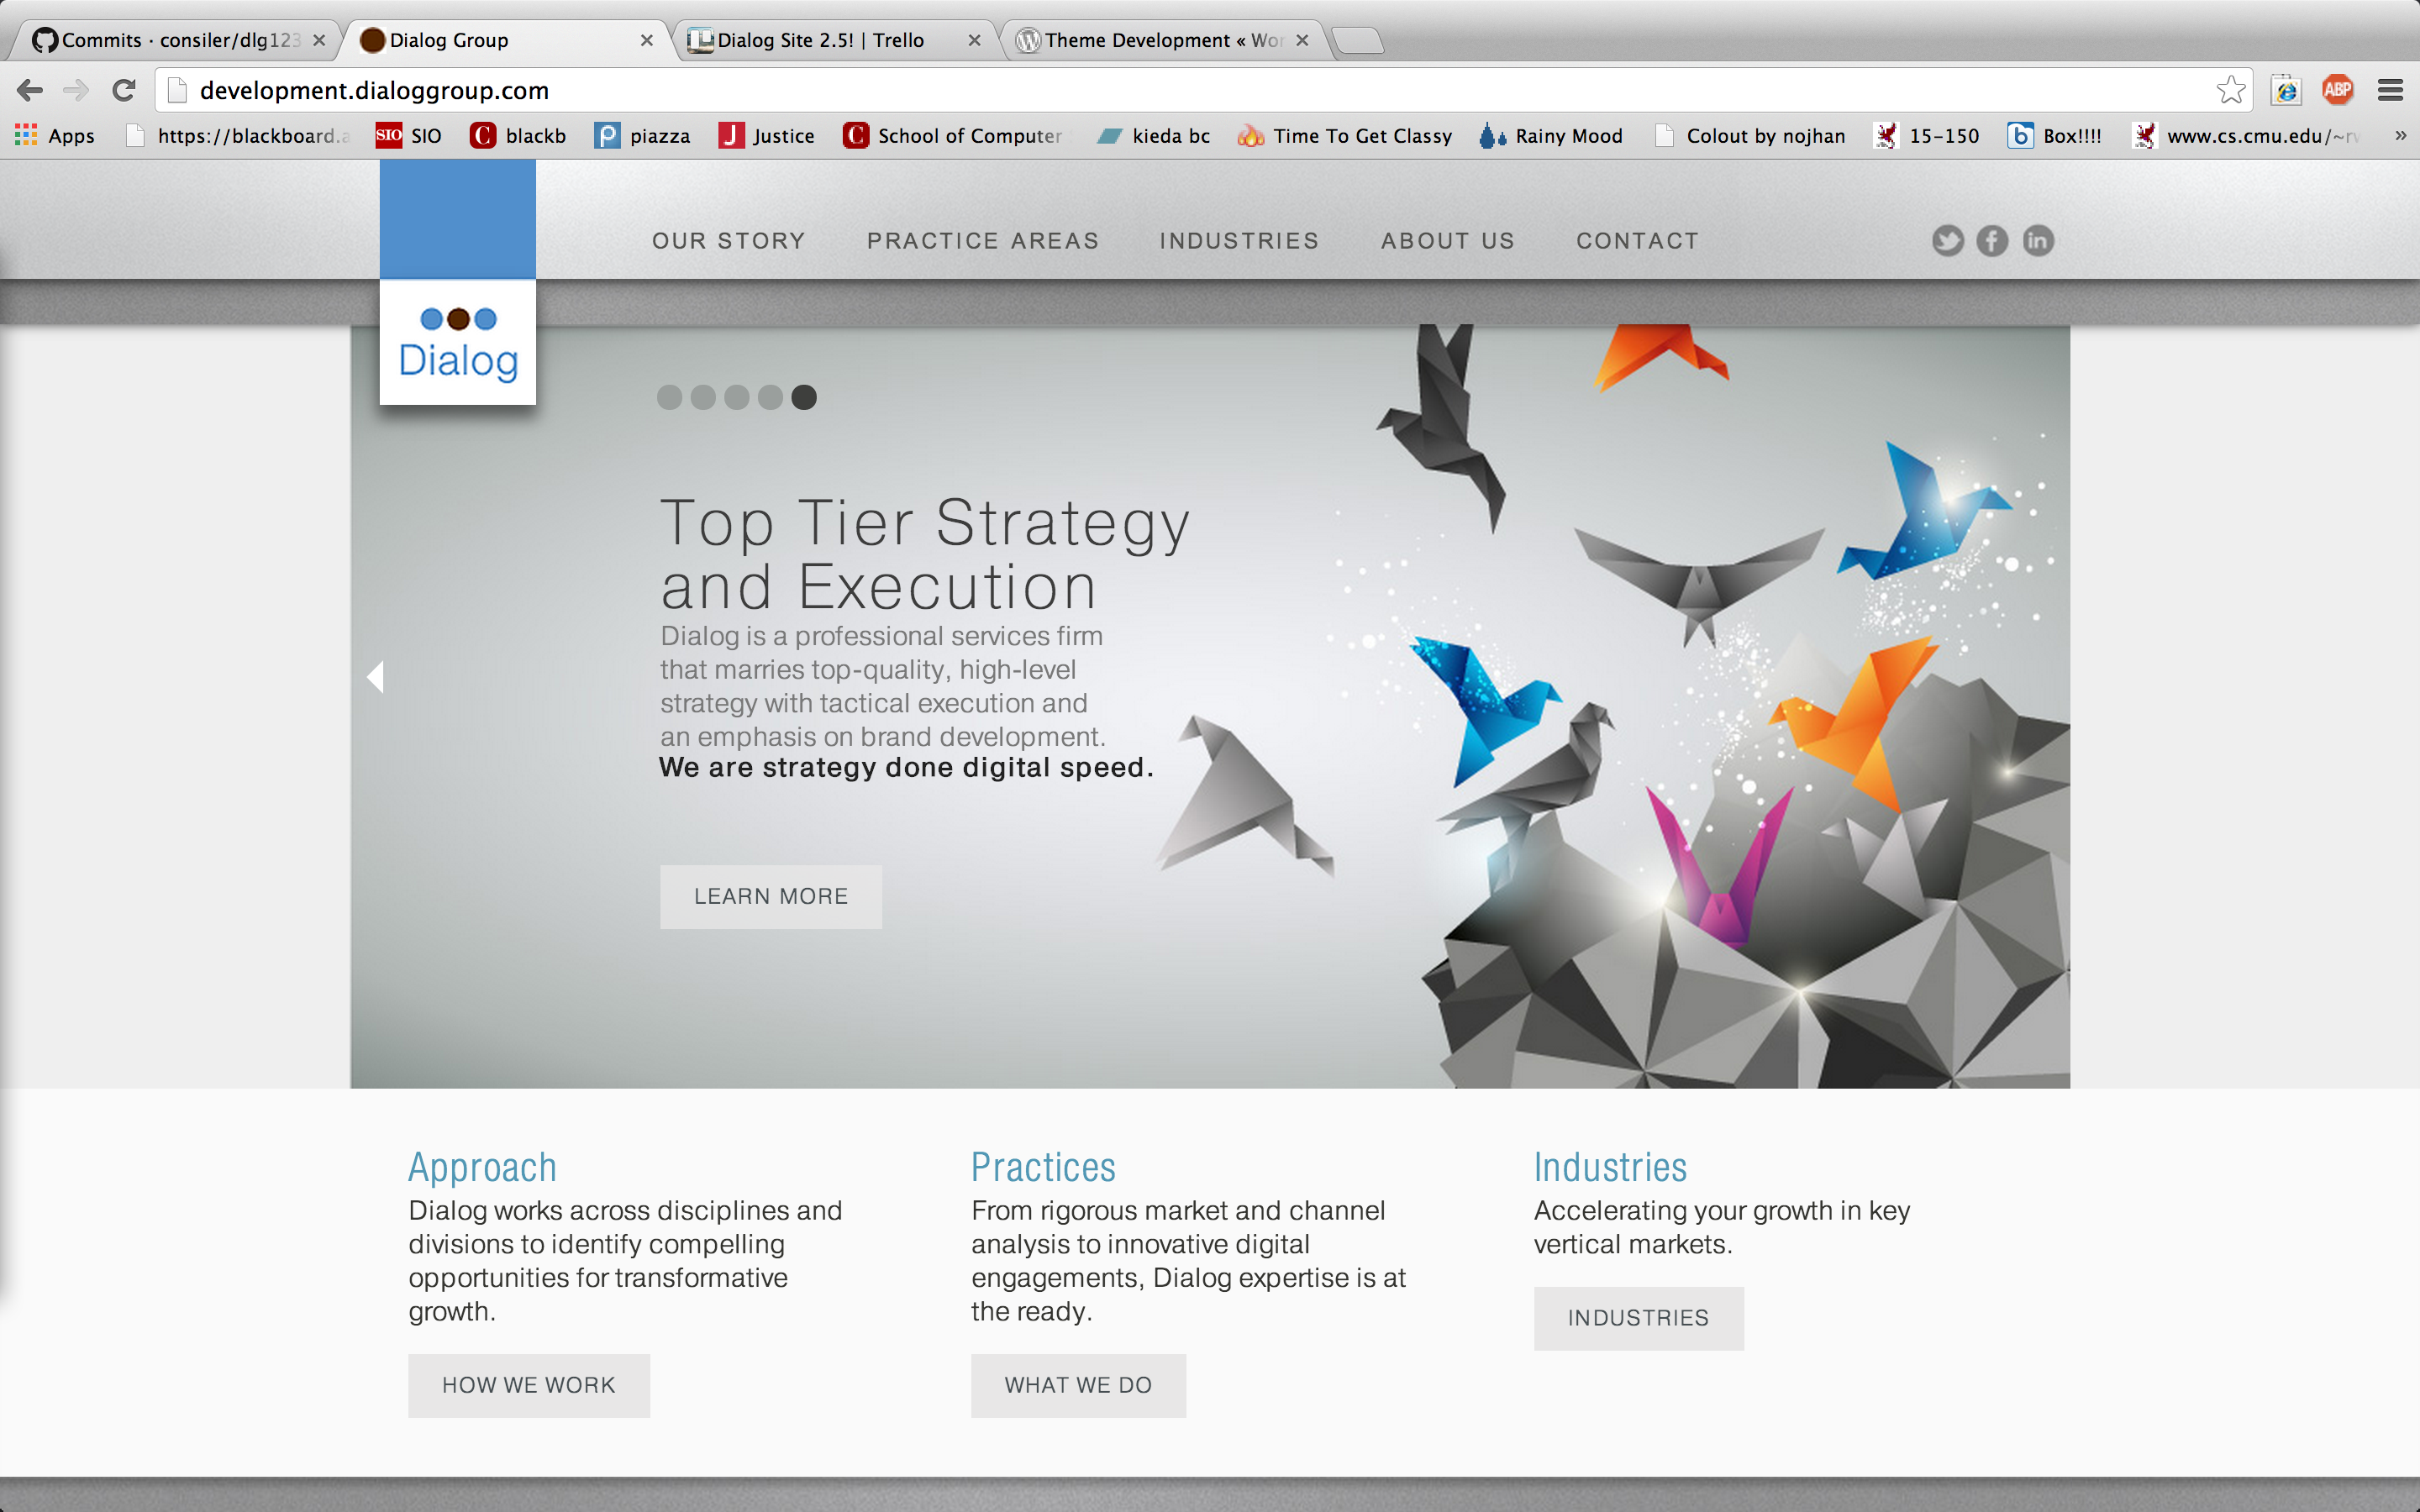 Commits · consiler/dlg123
Dialog Group
Dialog Site 2.5! | Trello
Theme Development « Wor
development.dialoggroup.com
ABP
Apps
https://blackboard.a
SIO SIO
C blackb
piazza
J Justice
C School of Computer
kieda bc
Time To Get Classy
Rainy Mood
Colout by nojhan
15-150
b Box!!!!
www.cs.cmu.edu/~r
»
OUR STORY
PRACTICE AREAS
INDUSTRIES
ABOUT US
CONTACT
f
in
Dialog
Top Tier Strategy
and Execution
Dialog is a professional services firm
that marries top-quality, high-level
strategy with tactical execution and
an emphasis on brand development.
We are strategy done digital speed.
LEARN MORE
Approach
Dialog works across disciplines and
divisions to identify compelling
opportunities for transformative
growth.
HOW WE WORK
Practices
From rigorous market and channel
analysis to innovative digital
engagements, Dialog expertise is at
the ready.
WHAT WE DO
Industries
Accelerating your growth in key
vertical markets.
INDUSTRIES